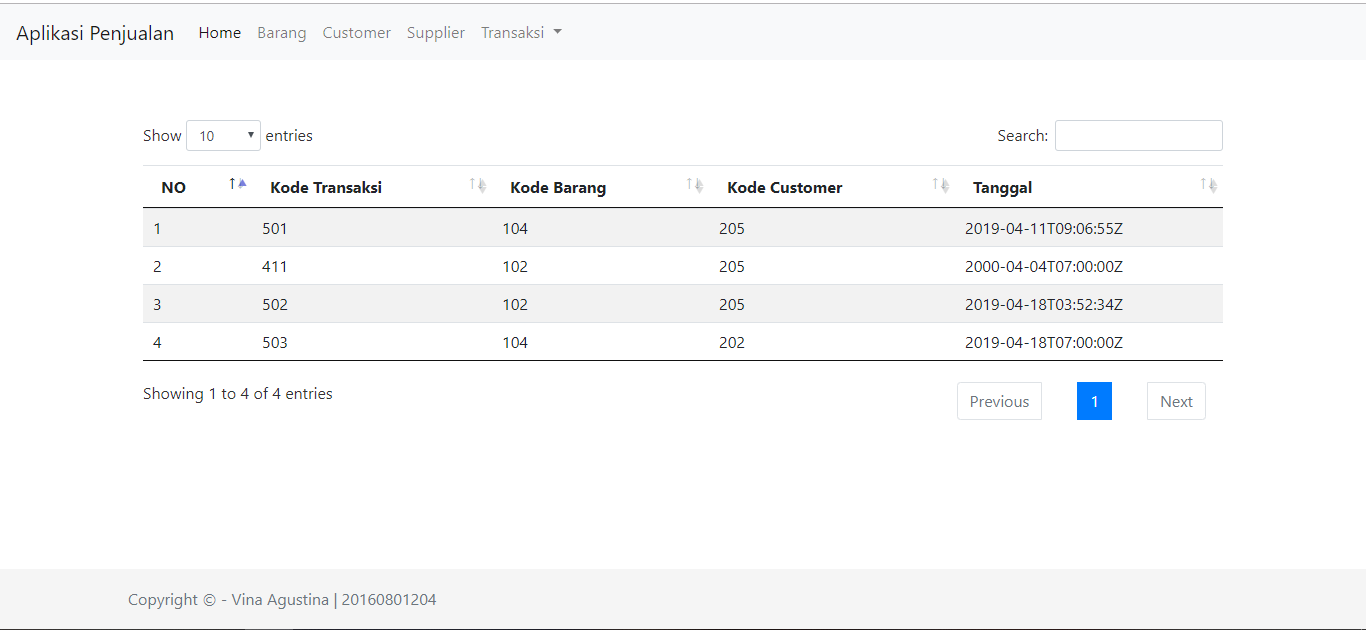 Aplikasi Penjualan Home Barang Customer Supplier Transaksi
Show 10 entries Search:
NO Kode Transaksi Kode Barang Kode Customer Tanggal
1 501 104 205 2019-04-11T09:06:55Z
2 411 102 205 2000-04-04T07:00:00Z
3 502 102 205 2019-04-18T03:52:34Z
4 503 104 202 2019-04-18T07:00:00Z
Showing 1 to 4 of 4 entries Previous 1 Next
Copyright © - Vina Agustina | 20160801204